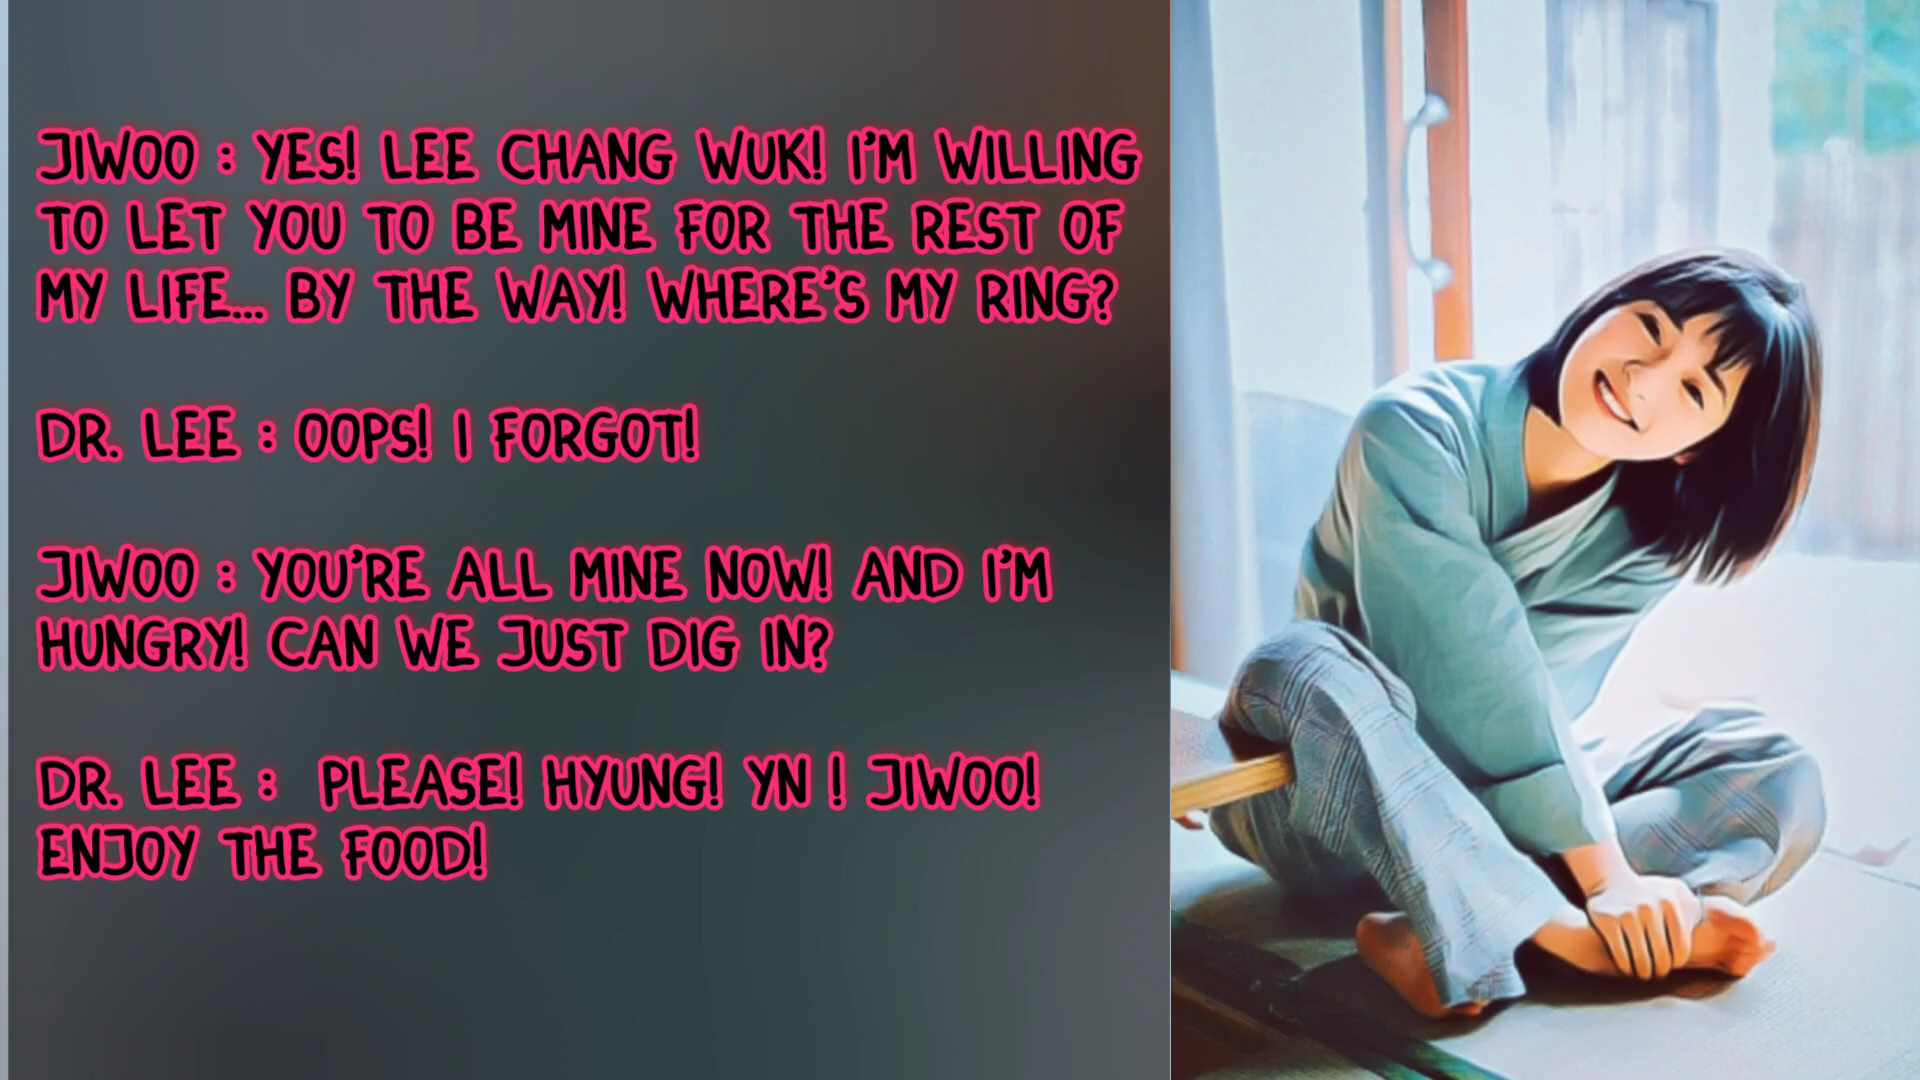 JIWOO : YES! LEE CHANG WUK! I'M WILLING
TO LET YOU TO BE MINE FOR THE REST OF
MY LIFE... BY THE WAY! WHERE'S MY RING?
DR. LEE : OOPS! I FORGOT!
JIWOO : YOU'RE ALL MINE NOW! AND I'M
HUNGRY! CAN WE JUST DIG IN?
DR. LEE :  PLEASE! HYUNG! YN ! JIWOO!
ENJOY THE FOOD!